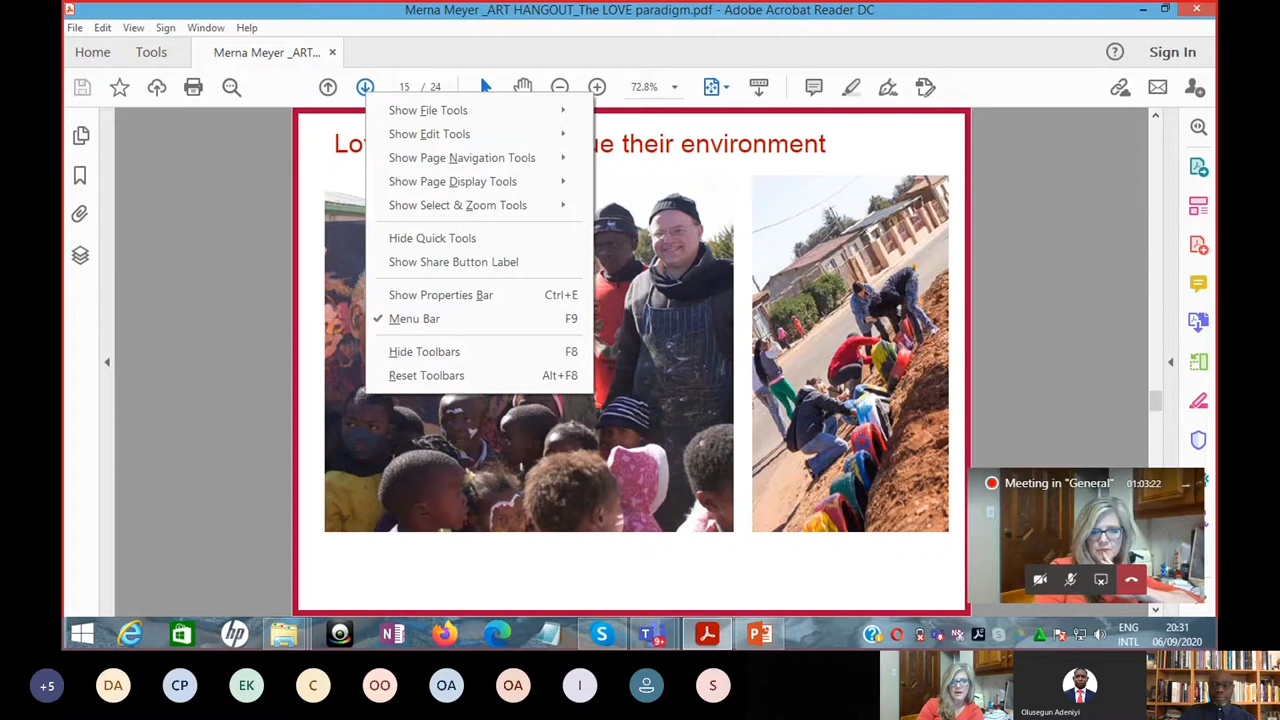 Merna Meyer _ART HANGOUT_The LOVE paradigm.pdf - Adobe Acrobat Reader DC
File Edit View Sign Window Help
Home Tools Merna Meyer _ART... × Sign In
15 / 24 72.8%
Show File Tools
Show Edit Tools
Show Page Navigation Tools
Show Page Display Tools
Show Select & Zoom Tools
Hide Quick Tools
Show Share Button Label
Show Properties Bar Ctrl+E
Menu Bar F9
Hide Toolbars F8
Reset Toolbars Alt+F8
their environment
Meeting in "General" 01:03:22
ENG 20:31
INTL 06/09/2020
+5 DA CP EK C OO OA OA I S
Olusegun Adeniyi